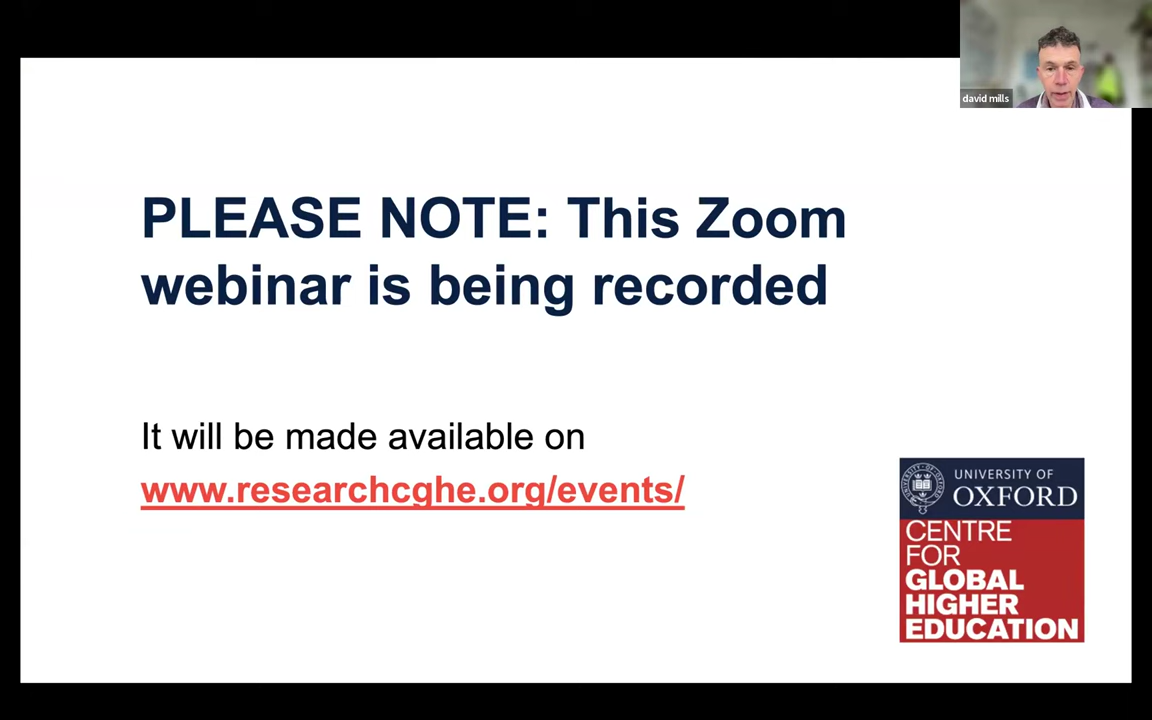 david mills
PLEASE NOTE: This Zoom
webinar is being recorded
It will be made available on
www.researchcghe.org/events/
UNIVERSITY OF
OXFORD
CENTRE
FOR
GLOBAL
HIGHER
EDUCATION